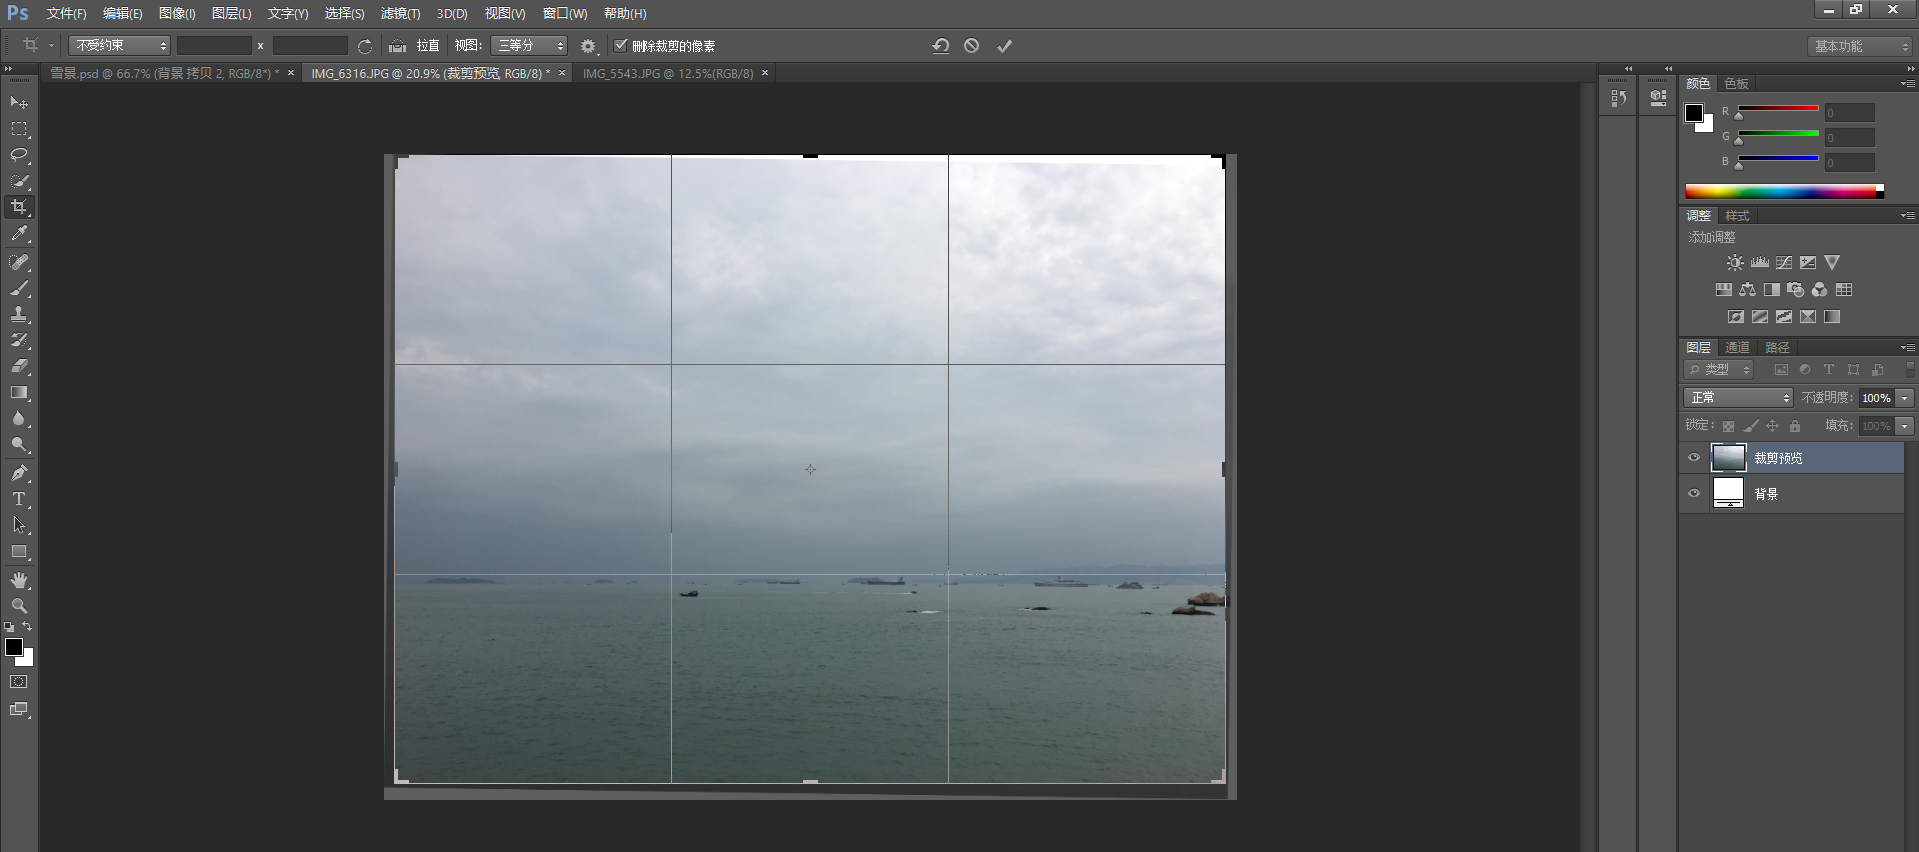 Ps 文件(F) 编辑(E) 图像(I) 图层(L) 文字(Y) 选择(S) 滤镜(T) 3D(D) 视图(V) 窗口(W) 帮助(H)
不受约束 x 拉直 视图: 三等分 删除裁剪的像素 基本功能
雪景.psd @ 66.7% (背景 拷贝 2, RGB/8*) * × IMG_6316.JPG @ 20.9% (裁剪预览, RGB/8) * × IMG_5543.JPG @ 12.5%(RGB/8) ×
颜色 色板
R 0
G 0
B 0
调整 样式
添加调整
图层 通道 路径
类型
正常 不透明度: 100%
锁定: 填充: 100%
裁剪预览
背景